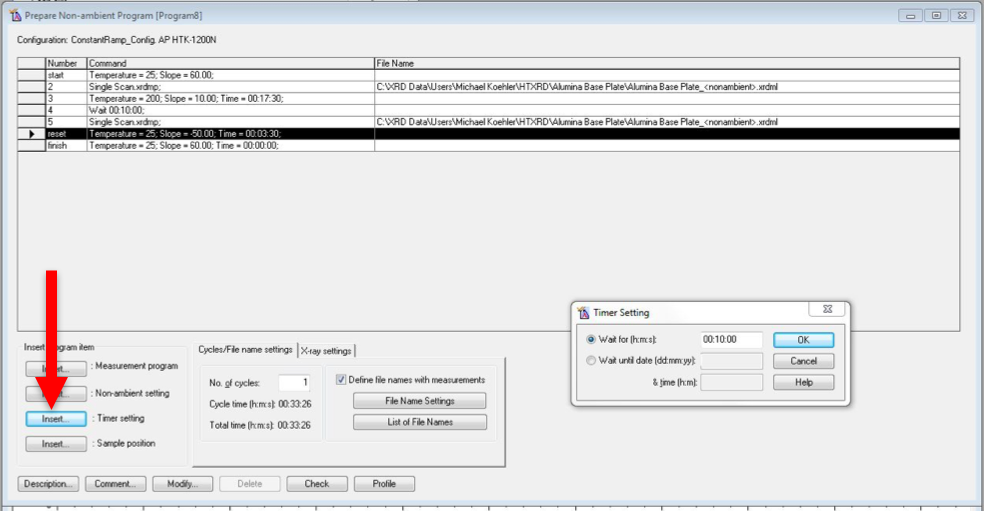 Prepare Non-ambient Program [Program8]
Configuration: ConstantRamp_Config. AP HTK-1200N
Number Command File Name
start Temperature = 25; Slope = 60.00;
2 Single Scan.xrdmp; C:\XRD Data\Users\Michael Koehler\HTXRD\Alumina Base Plate\Alumina Base Plate_<nonambient>.xrdml
3 Temperature = 200; Slope = 10.00; Time = 00:17:30;
4 Wait 00:10:00;
5 Single Scan.xrdmp; C:\XRD Data\Users\Michael Koehler\HTXRD\Alumina Base Plate\Alumina Base Plate_<nonambient>.xrdml
reset Temperature = 25; Slope = -50.00; Time = 00:03:30;
finish Temperature = 25; Slope = 60.00; Time = 00:00:00;
Timer Setting
Wait for (h:m:s): 00:10:00 OK
Wait until date (dd:mm:yy): Cancel
& time (h:m): Help
Insert program item
: Measurement program
: Non-ambient setting
Insert... : Timer setting
Insert... : Sample position
Cycles/File name settings X-ray settings
No. of cycles: 1
Cycle time (h:m:s): 00:33:26
Total time (h:m:s): 00:33:26
Define file names with measurements
File Name Settings
List of File Names
Description... Comment... Modify... Delete Check Profile